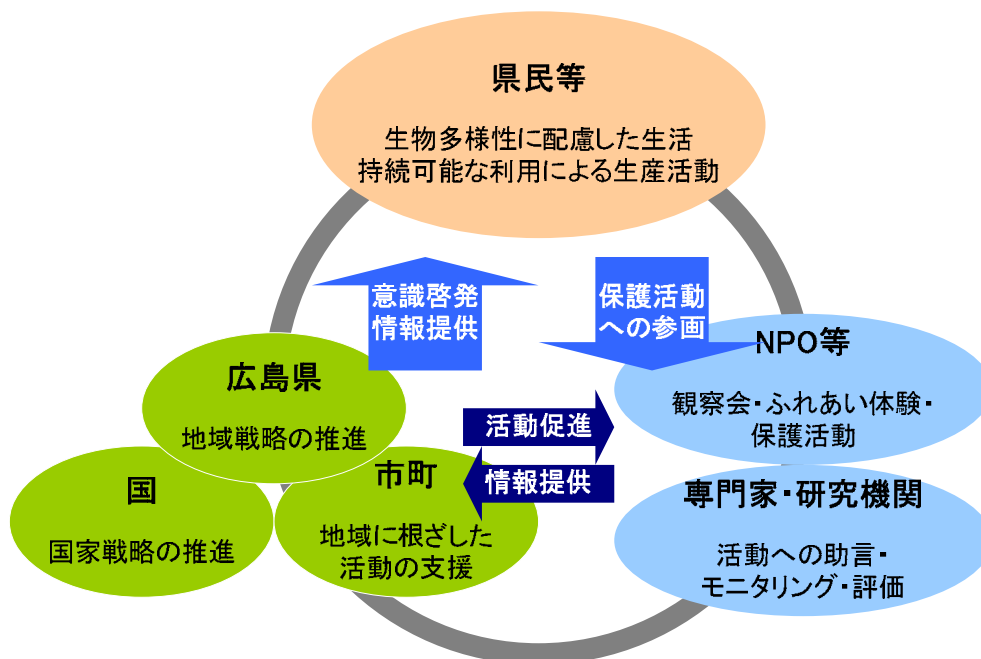 県民等
生物多様性に配慮した生活
持続可能な利用による生産活動
意識啓発
情報提供
保護活動
への参画
NPO等
観察会・ふれあい体験・
保護活動
広島県
地域戦略の推進
活動促進
情報提供
国
国家戦略の推進
市町
地域に根ざした
活動の支援
専門家・研究機関
活動への助言・
モニタリング・評価